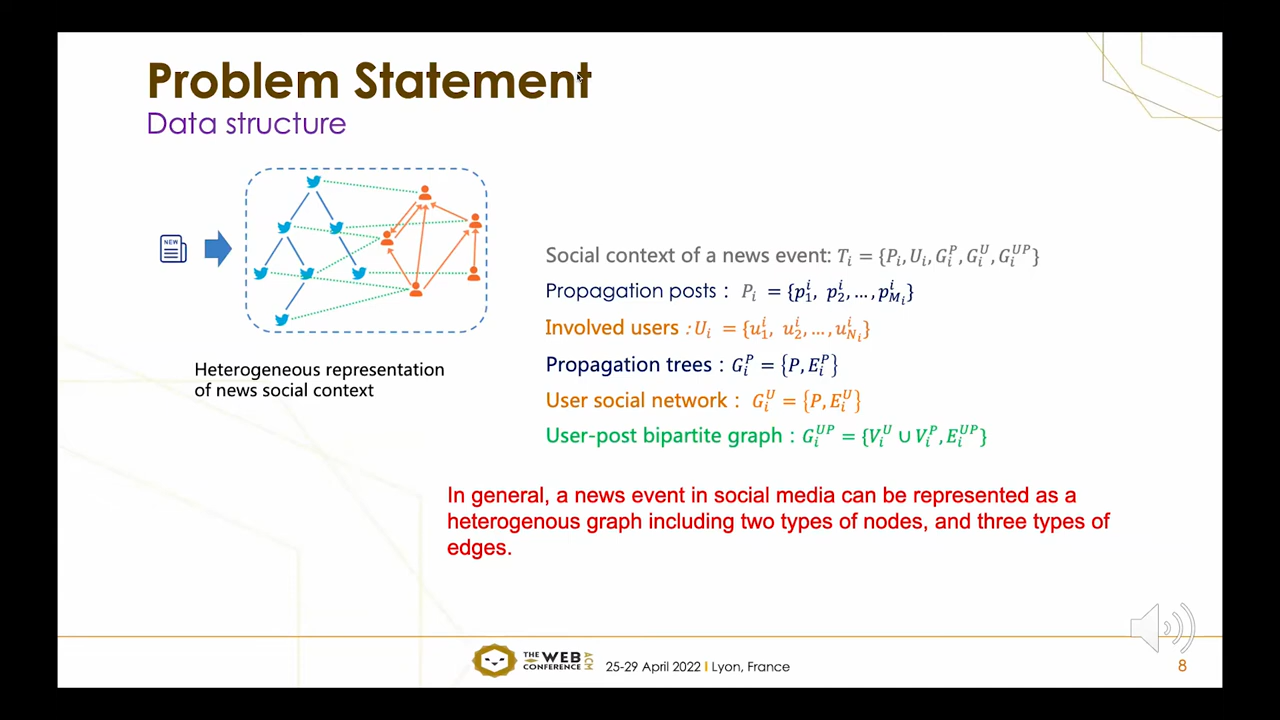 Problem Statement
Data structure
NEW
Social context of a news event: Tᵢ = {Pᵢ, Uᵢ, Gᵢᴾ, Gᵢᵁ, Gᵢᵁᴾ}
Propagation posts : Pᵢ = {p₁ⁱ, p₂ⁱ, …, p_{Mᵢ}ⁱ}
Involved users : Uᵢ = {u₁ⁱ, u₂ⁱ, …, u_{Nᵢ}ⁱ}
Propagation trees : Gᵢᴾ = {P, Eᵢᴾ}
User social network : Gᵢᵁ = {P, Eᵢᵁ}
User-post bipartite graph : Gᵢᵁᴾ = {Vᵢᵁ ∪ Vᵢᴾ, Eᵢᵁᴾ}
Heterogeneous representation
of news social context
In general, a news event in social media can be represented as a
heterogenous graph including two types of nodes, and three types of
edges.
THE WEB CONFERENCE ACM
25-29 April 2022 I Lyon, France
8